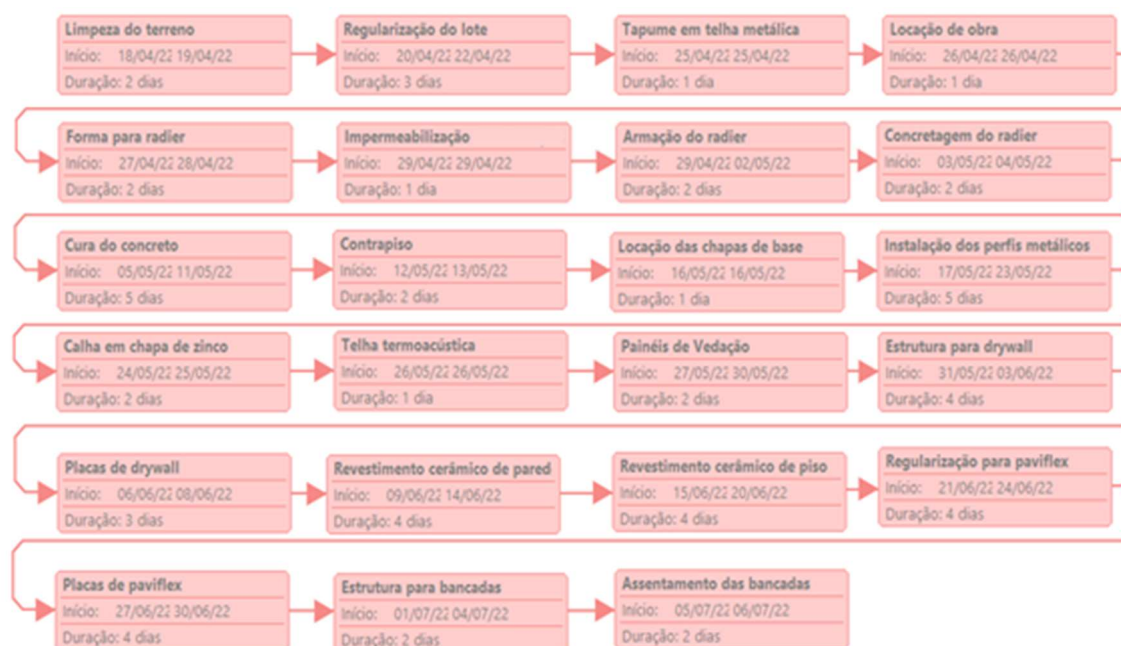 Limpeza do terreno
Início: 18/04/22 19/04/22
Duração: 2 dias
Regularização do lote
Início: 20/04/22 22/04/22
Duração: 3 dias
Tapume em telha metálica
Início: 25/04/22 25/04/22
Duração: 1 dia
Locação de obra
Início: 26/04/22 26/04/22
Duração: 1 dia
Forma para radier
Início: 27/04/22 28/04/22
Duração: 2 dias
Impermeabilização
Início: 29/04/22 29/04/22
Duração: 1 dia
Armação do radier
Início: 29/04/22 02/05/22
Duração: 2 dias
Concretagem do radier
Início: 03/05/22 04/05/22
Duração: 2 dias
Cura do concreto
Início: 05/05/22 11/05/22
Duração: 5 dias
Contrapiso
Início: 12/05/22 13/05/22
Duração: 2 dias
Locação das chapas de base
Início: 16/05/22 16/05/22
Duração: 1 dia
Instalação dos perfis metálicos
Início: 17/05/22 23/05/22
Duração: 5 dias
Calha em chapa de zinco
Início: 24/05/22 25/05/22
Duração: 2 dias
Telha termoacústica
Início: 26/05/22 26/05/22
Duração: 1 dia
Painéis de Vedação
Início: 27/05/22 30/05/22
Duração: 2 dias
Estrutura para drywall
Início: 31/05/22 03/06/22
Duração: 4 dias
Placas de drywall
Início: 06/06/22 08/06/22
Duração: 3 dias
Revestimento cerâmico de pared
Início: 09/06/22 14/06/22
Duração: 4 dias
Revestimento cerâmico de piso
Início: 15/06/22 20/06/22
Duração: 4 dias
Regularização para paviflex
Início: 21/06/22 24/06/22
Duração: 4 dias
Placas de paviflex
Início: 27/06/22 30/06/22
Duração: 4 dias
Estrutura para bancadas
Início: 01/07/22 04/07/22
Duração: 2 dias
Assentamento das bancadas
Início: 05/07/22 06/07/22
Duração: 2 dias